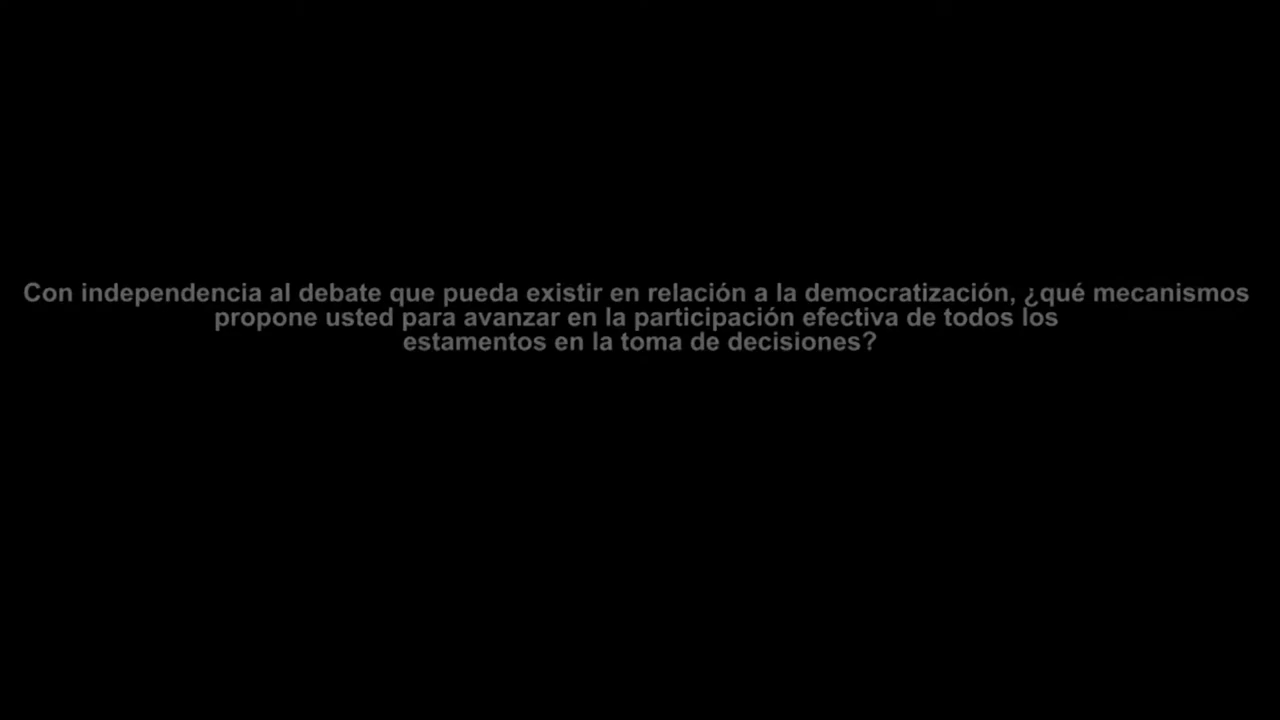 Con independencia al debate que pueda existir en relación a la democratización, ¿qué mecanismos
propone usted para avanzar en la participación efectiva de todos los
estamentos en la toma de decisiones?